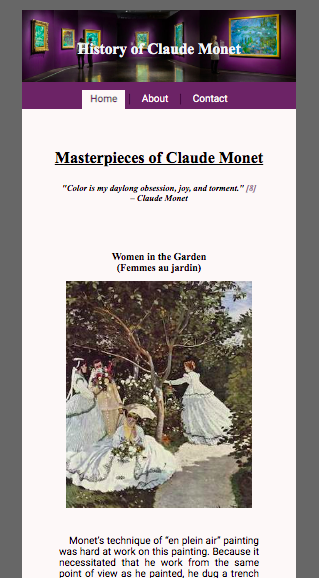 History of Claude Monet
Home | About | Contact
Masterpieces of Claude Monet
"Color is my daylong obsession, joy, and torment." [8]
– Claude Monet
Women in the Garden
(Femmes au jardin)
Monet's technique of "en plein air" painting
was hard at work on this painting. Because it
necessitated that he work from the same
point of view as he painted, he dug a trench